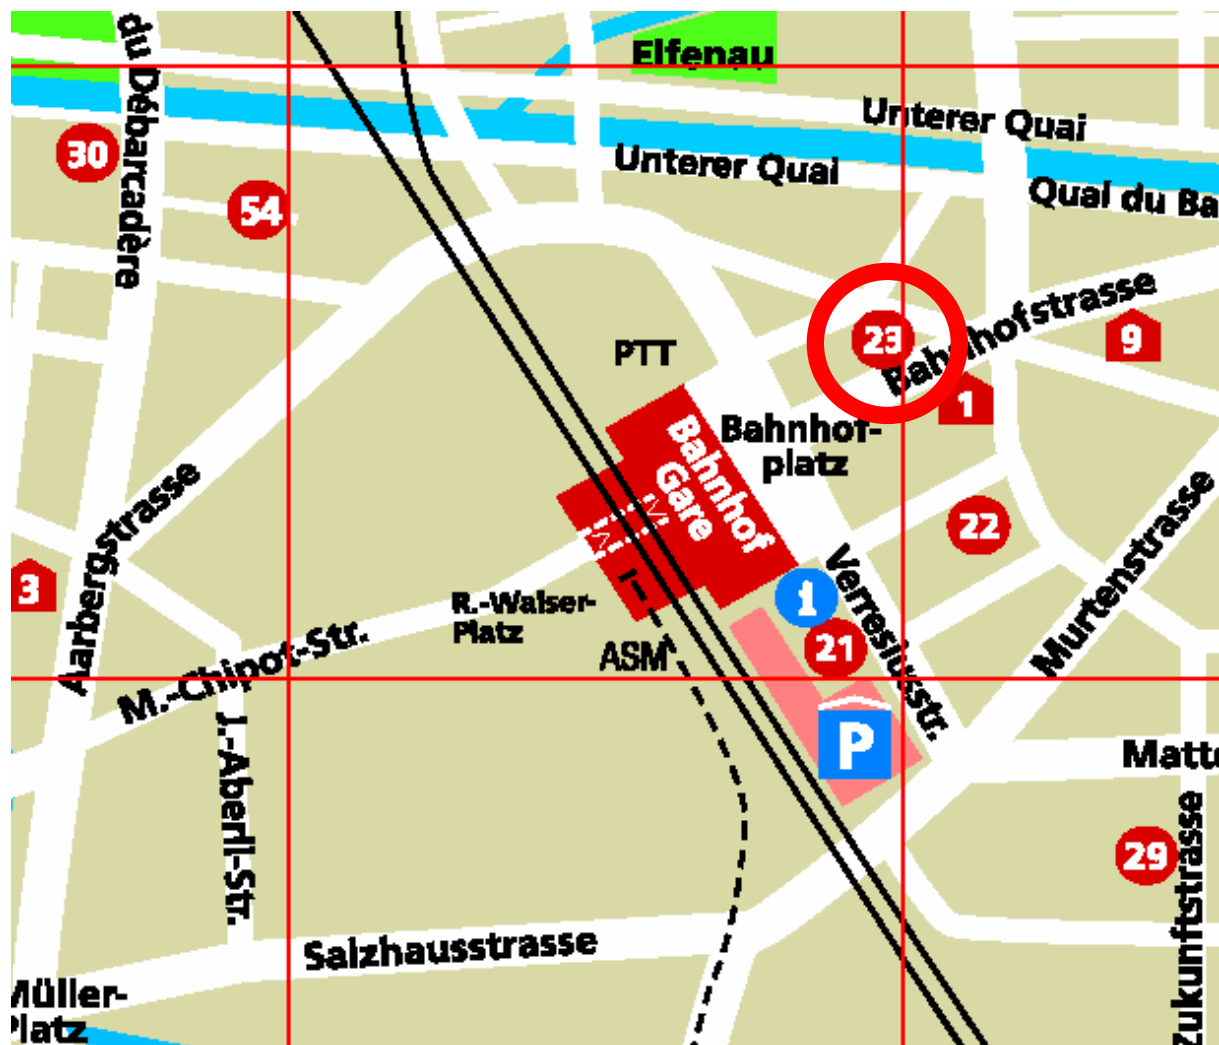 Elfenau
du Débarcadère
Unterer Quai
30
Unterer Quai
Quai du Ba
54
Bahnhofstrasse
23
9
PTT
1
Bahnhof-
platz
Bahnhof
Gare
Aarbergstrasse
22
Murtenstrasse
3
R.-Walser-
Platz
i
Verresiusstr.
21
ASM
M.-Chipot-Str.
P
J.-Aberli-Str.
Matte
29
Zukunftstrasse
Salzhausstrasse
Müller-
Platz